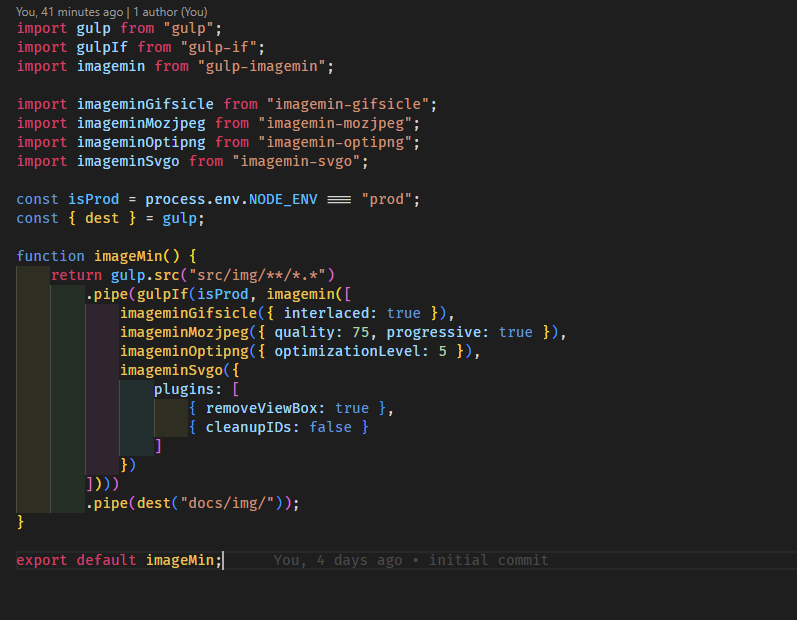 You, 41 minutes ago | 1 author (You)
import gulp from "gulp";
import gulpIf from "gulp-if";
import imagemin from "gulp-imagemin";
import imageminGifsicle from "imagemin-gifsicle";
import imageminMozjpeg from "imagemin-mozjpeg";
import imageminOptipng from "imagemin-optipng";
import imageminSvgo from "imagemin-svgo";
const isProd = process.env.NODE_ENV === "prod";
const { dest } = gulp;
function imageMin() {
return gulp.src("src/img/**/*.*")
.pipe(gulpIf(isProd, imagemin([
imageminGifsicle({ interlaced: true }),
imageminMozjpeg({ quality: 75, progressive: true }),
imageminOptipng({ optimizationLevel: 5 }),
imageminSvgo({
plugins: [
{ removeViewBox: true },
{ cleanupIDs: false }
]
})
])))
.pipe(dest("docs/img/"));
}
export default imageMin; You, 4 days ago • initial commit